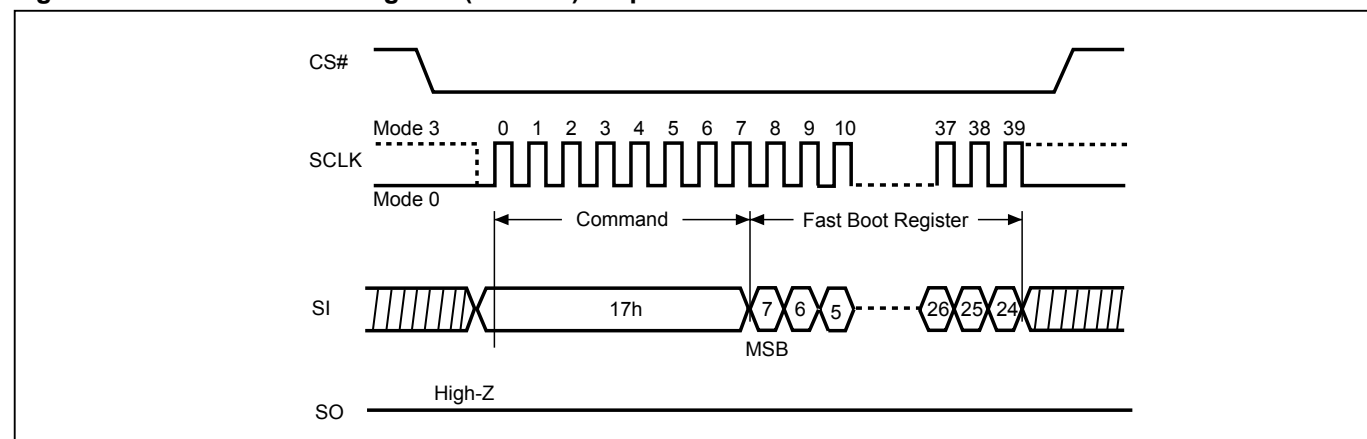 CS#
Mode 3 0 1 2 3 4 5 6 7 8 9 10 37 38 39
SCLK
Mode 0
Command Fast Boot Register
SI 17h 7 6 5 26 25 24
MSB
High-Z
SO